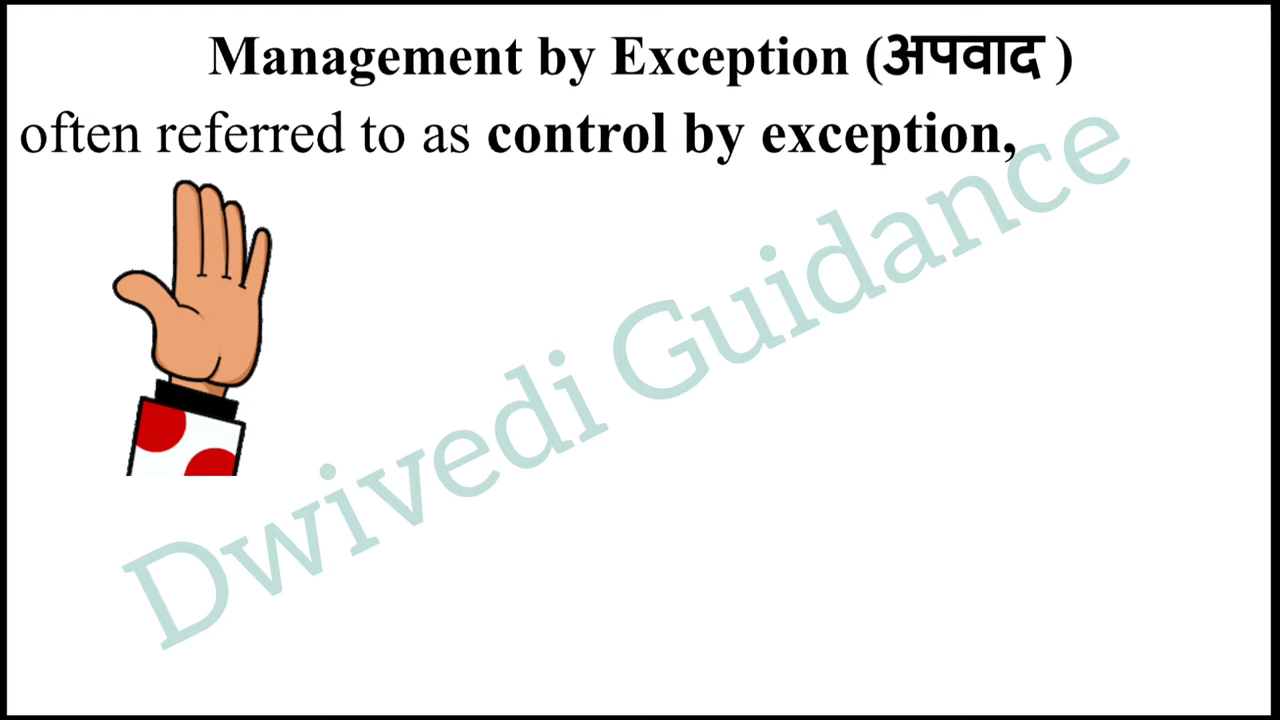 Management by Exception (अपवाद )
often referred to as control by exception,
Dwivedi Guidance